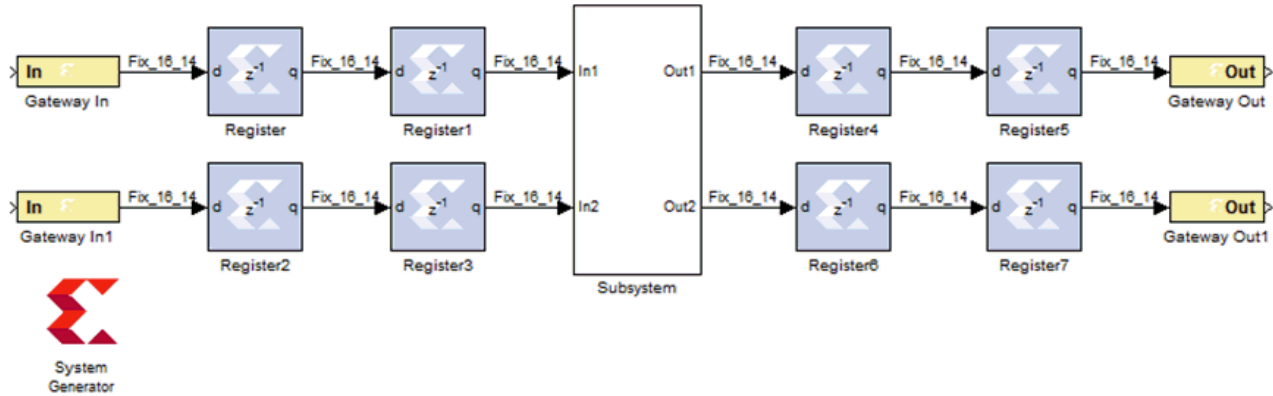 In Fix_16_14 d z-1 q Fix_16_14 d z-1 q Fix_16_14 In1 Out1 Fix_16_14 d z-1 q Fix_16_14 d z-1 q Fix_16_14 Out
Gateway In Register Register1 Register4 Register5 Gateway Out
In Fix_16_14 d z-1 q Fix_16_14 d z-1 q Fix_16_14 In2 Out2 Fix_16_14 d z-1 q Fix_16_14 d z-1 q Fix_16_14 Out
Gateway In1 Register2 Register3 Register6 Register7 Gateway Out1
Subsystem
System
Generator